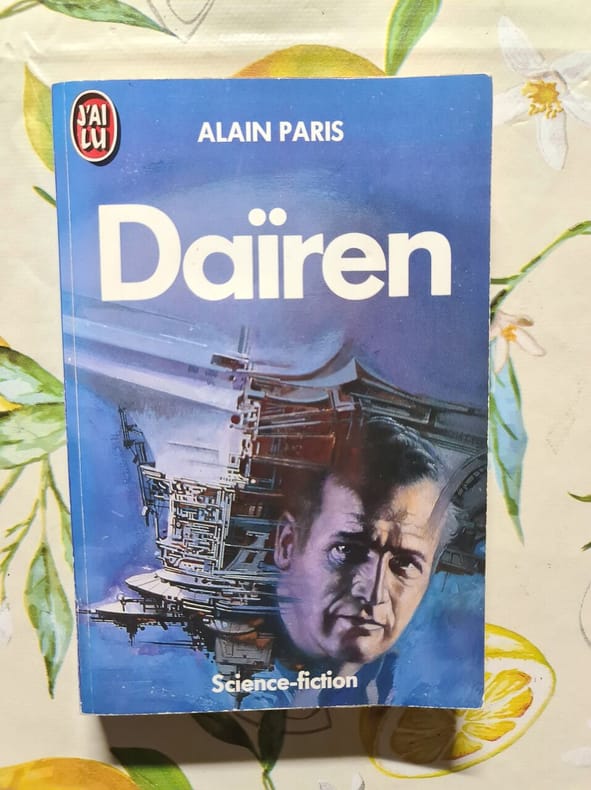 J'AI
LU
ALAIN PARIS
Daïren
Science-fiction